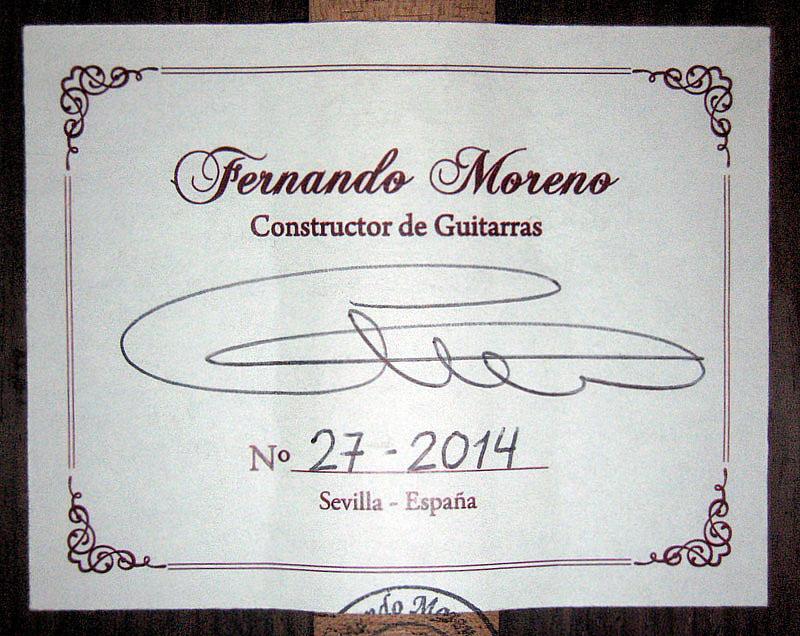 Fernando Moreno
Constructor de Guitarras
Nº 27 - 2014
Sevilla - España